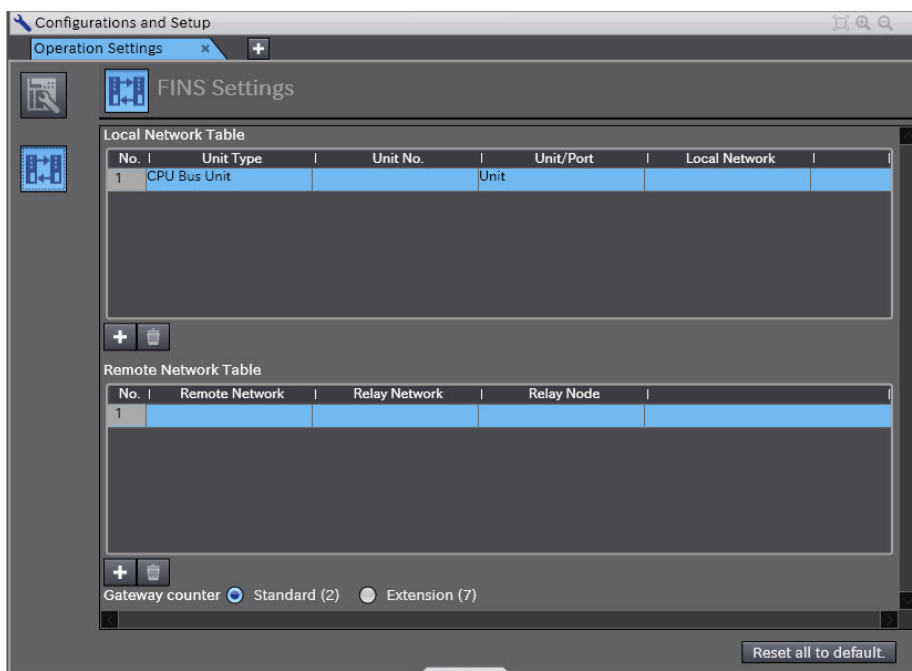 Configurations and Setup
Operation Settings
FINS Settings
Local Network Table
No. Unit Type Unit No. Unit/Port Local Network
1 CPU Bus Unit Unit
Remote Network Table
No. Remote Network Relay Network Relay Node
1
Gateway counter Standard (2) Extension (7)
Reset all to default.